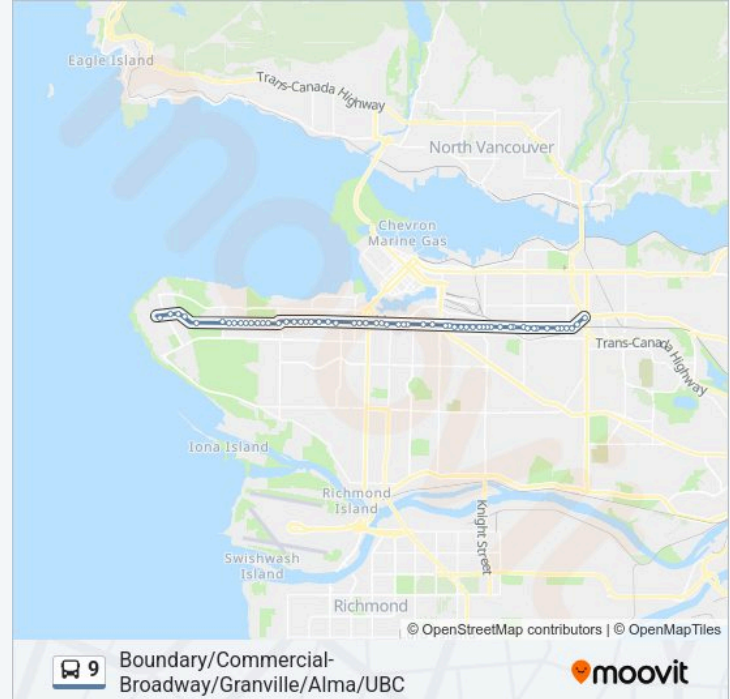 Eagle Island
Trans-Canada Highway
North Vancouver
Chevron
Marine Gas
Trans-Canada Highway
Iona Island
Richmond
Island
Knight Street
Swishwash
Island
Richmond
© OpenStreetMap contributors | © OpenMapTiles
moovit
9
Boundary/Commercial-
Broadway/Granville/Alma/UBC
moovit